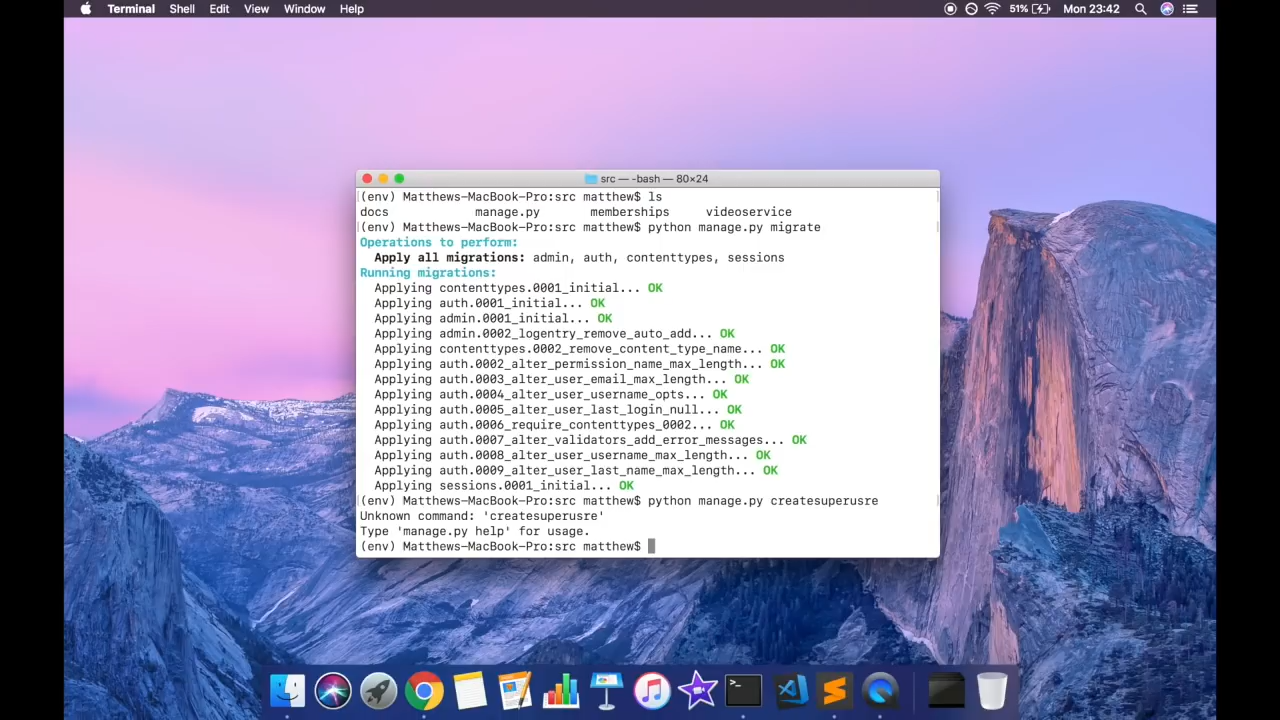 Terminal Shell Edit View Window Help 51% Mon 23:42
src — -bash — 80×24
(env) Matthews-MacBook-Pro:src matthew$ ls
docs manage.py memberships videoservice
(env) Matthews-MacBook-Pro:src matthew$ python manage.py migrate
Operations to perform:
Apply all migrations: admin, auth, contenttypes, sessions
Running migrations:
Applying contenttypes.0001_initial... OK
Applying auth.0001_initial... OK
Applying admin.0001_initial... OK
Applying admin.0002_logentry_remove_auto_add... OK
Applying contenttypes.0002_remove_content_type_name... OK
Applying auth.0002_alter_permission_name_max_length... OK
Applying auth.0003_alter_user_email_max_length... OK
Applying auth.0004_alter_user_username_opts... OK
Applying auth.0005_alter_user_last_login_null... OK
Applying auth.0006_require_contenttypes_0002... OK
Applying auth.0007_alter_validators_add_error_messages... OK
Applying auth.0008_alter_user_username_max_length... OK
Applying auth.0009_alter_user_last_name_max_length... OK
Applying sessions.0001_initial... OK
(env) Matthews-MacBook-Pro:src matthew$ python manage.py createsuperusre
Unknown command: 'createsuperusre'
Type 'manage.py help' for usage.
(env) Matthews-MacBook-Pro:src matthew$